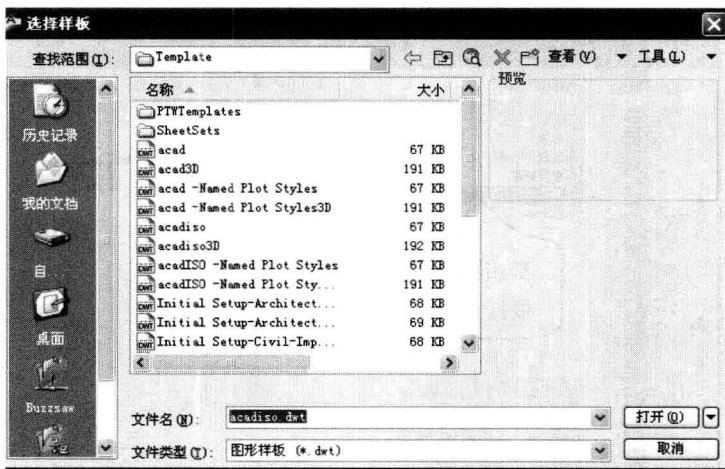 选择样板
查找范围(I): Template 查看(V) 工具(L)
历史记录
我的文档
自...
桌面
Buzzsaw
名称 大小
PTWTemplates
SheetSets
acad 67 KB
acad3D 191 KB
acad -Named Plot Styles 67 KB
acad -Named Plot Styles3D 191 KB
acadiso 67 KB
acadiso3D 192 KB
acadISO -Named Plot Styles 67 KB
acadISO -Named Plot Sty... 191 KB
Initial Setup-Architect... 68 KB
Initial Setup-Architect... 69 KB
Initial Setup-Civil-Imp... 68 KB
预览
文件名(N): acadiso.dwt 打开(O)
文件类型(T): 图形样板 (*.dwt) 取消